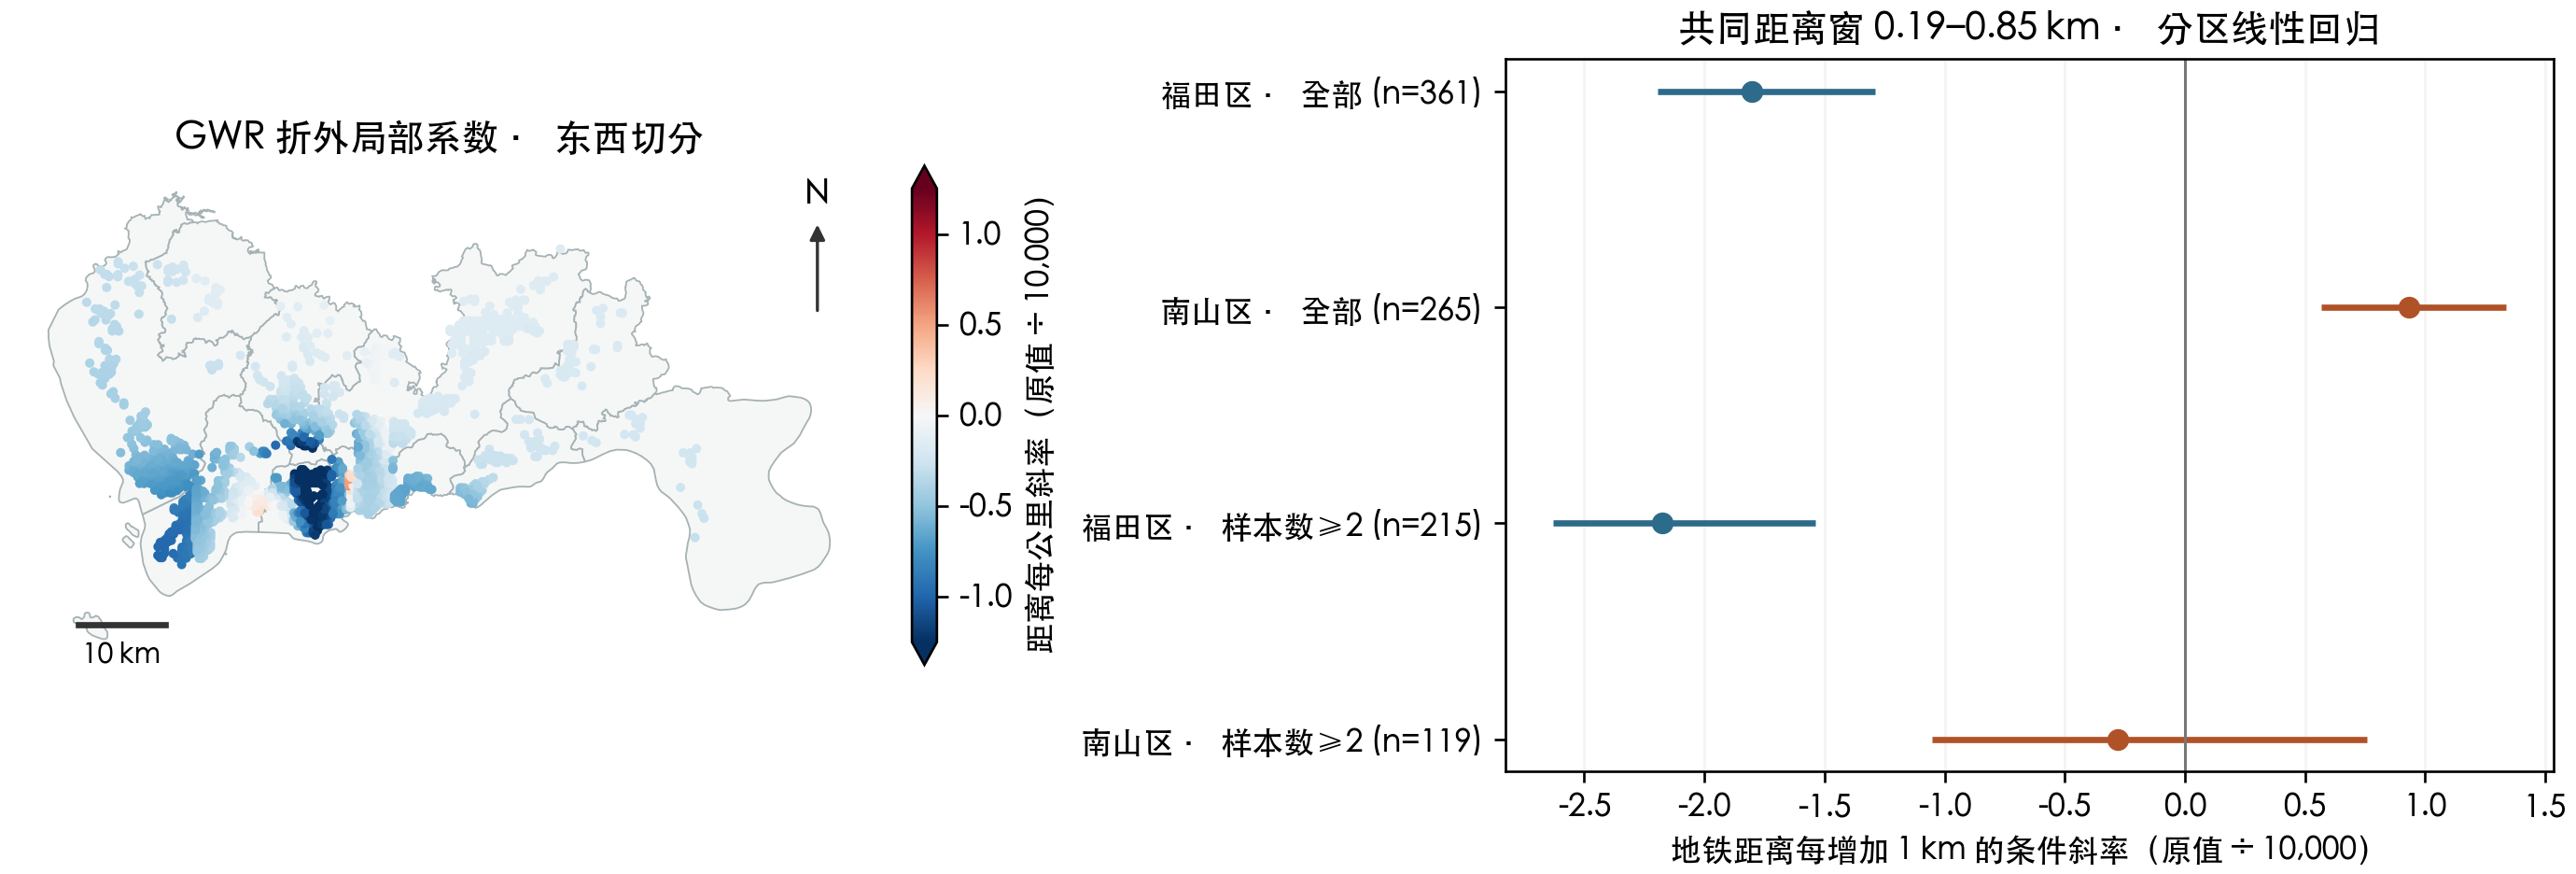 GWR 折外局部系数 · 东西切分
N
1.0
0.5
0.0
-0.5
-1.0
距离每公里斜率（原值 ÷ 10,000）
10 km
共同距离窗 0.19–0.85 km · 分区线性回归
福田区 · 全部 (n=361)
南山区 · 全部 (n=265)
福田区 · 样本数≥2 (n=215)
南山区 · 样本数≥2 (n=119)
-2.5 -2.0 -1.5 -1.0 -0.5 0.0 0.5 1.0 1.5
地铁距离每增加 1 km 的条件斜率（原值 ÷ 10,000）